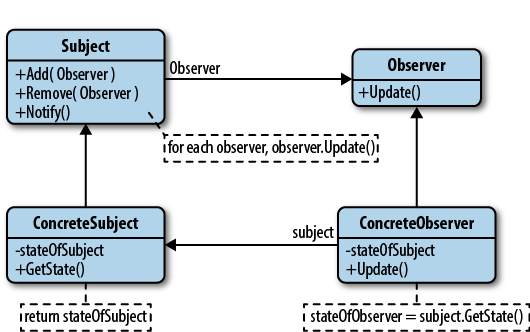 Subject
+Add( Observer )
+Remove( Observer )
+Notify()
Observer
Observer
+Update()
for each observer, observer.Update()
ConcreteSubject
-stateOfSubject
+GetState()
subject
ConcreteObserver
-stateOfSubject
+Update()
return stateOfSubject
stateOfObserver = subject.GetState()